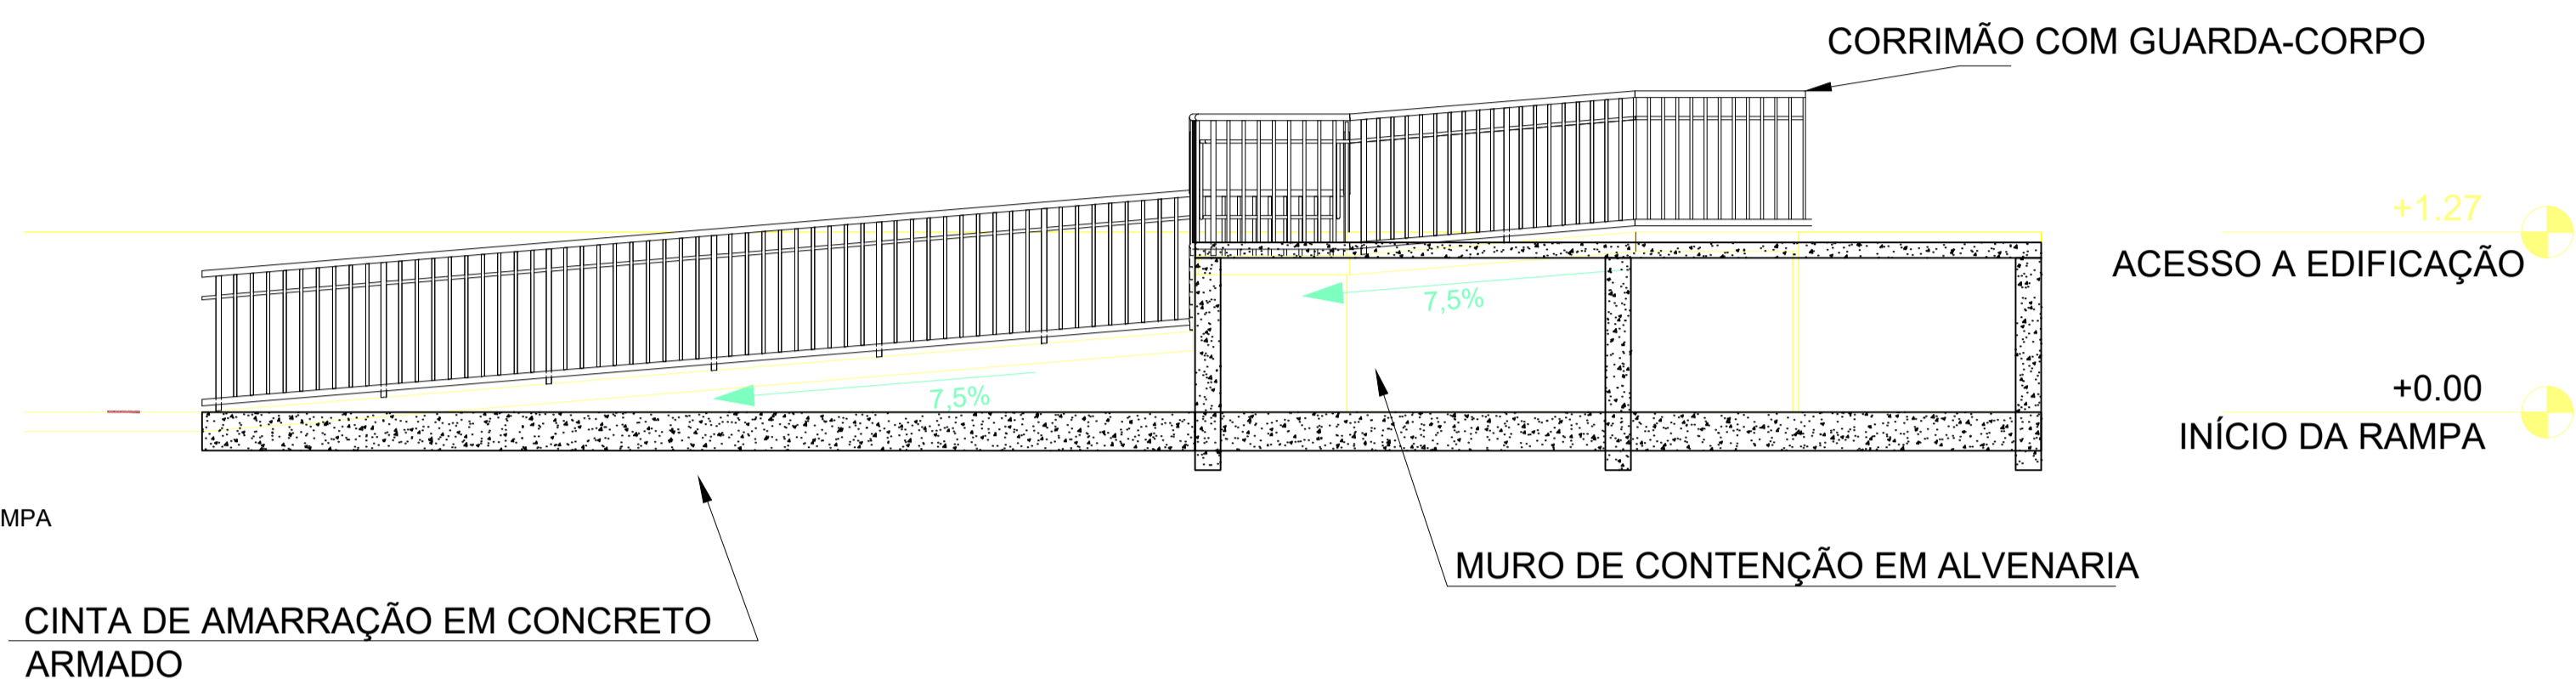 CORRIMÃO COM GUARDA-CORPO
+1.27
ACESSO A EDIFICAÇÃO
7,5%
7,5%
+0.00
INÍCIO DA RAMPA
MPA
MURO DE CONTENÇÃO EM ALVENARIA
CINTA DE AMARRAÇÃO EM CONCRETO
ARMADO